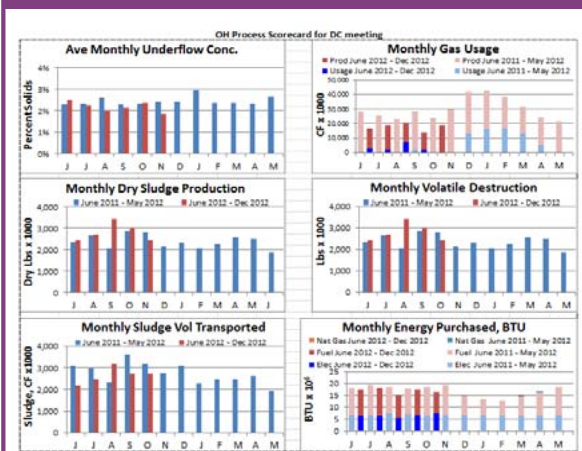 OH Process Scorecard for DC meeting
Ave Monthly Underflow Conc.
Percent Solids
4%
3%
2%
1%
0%
J J A S O N D J F M A M
Monthly Gas Usage
Prod June 2012 - Dec 2012
Prod June 2011 - May 2012
Usage June 2012 - Dec 2012
Usage June 2011 - May 2012
CF x 1000
50.000
40.000
30.000
20.000
10.000
0.000
J J A S O N D J F M A M
Monthly Dry Sludge Production
June 2011 - May 2012
June 2012 - Dec 2012
Dry Lbs x 1000
4,000
3,000
2,000
1,000
0
J A S O N D J F M A M J
Monthly Volatile Destruction
June 2011 - May 2012
June 2012 - Dec 2012
Lbs x 1000
4,000
3,000
2,000
1,000
0
J A S O N D J F M A M J
Monthly Sludge Vol Transported
June 2011 - May 2012
June 2012 - Dec 2012
Sludge, CF x1000
4,000
3,000
2,000
1,000
0
J J A S O N D J F M A M
Monthly Energy Purchased, BTU
Nat Gas June 2012 - Dec 2012
Nat Gas June 2011 - May 2012
Fuel June 2012 - Dec 2012
Fuel June 2011 - May 2012
Elec June 2012 - Dec 2012
Elec June 2011 - May 2012
25
20
15
10
5
0
J J A S O N D J F M A M